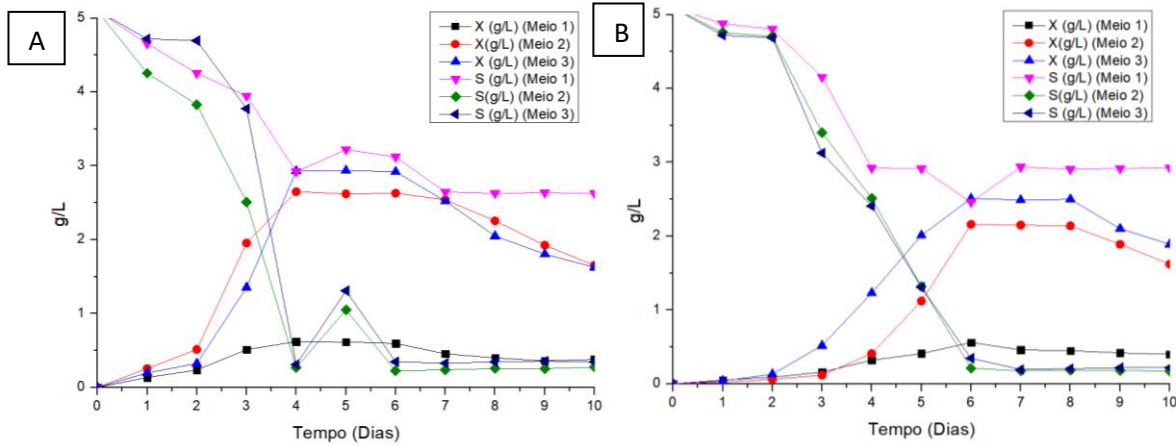 A
5
4
3
2
1
0
g/L
0 1 2 3 4 5 6 7 8 9 10
Tempo (Dias)
X (g/L) (Meio 1)
X(g/L) (Meio 2)
X (g/L) (Meio 3)
S (g/L) (Meio 1)
S(g/L) (Meio 2)
S (g/L) (Meio 3)
B
5
4
3
2
1
0
g/L
0 1 2 3 4 5 6 7 8 9 10
Tempo (Dias)
X (g/L) (Meio 1)
X(g/L) (Meio 2)
X (g/L) (Meio 3)
S (g/L) (Meio 1)
S(g/L) (Meio 2)
S (g/L) (Meio 3)